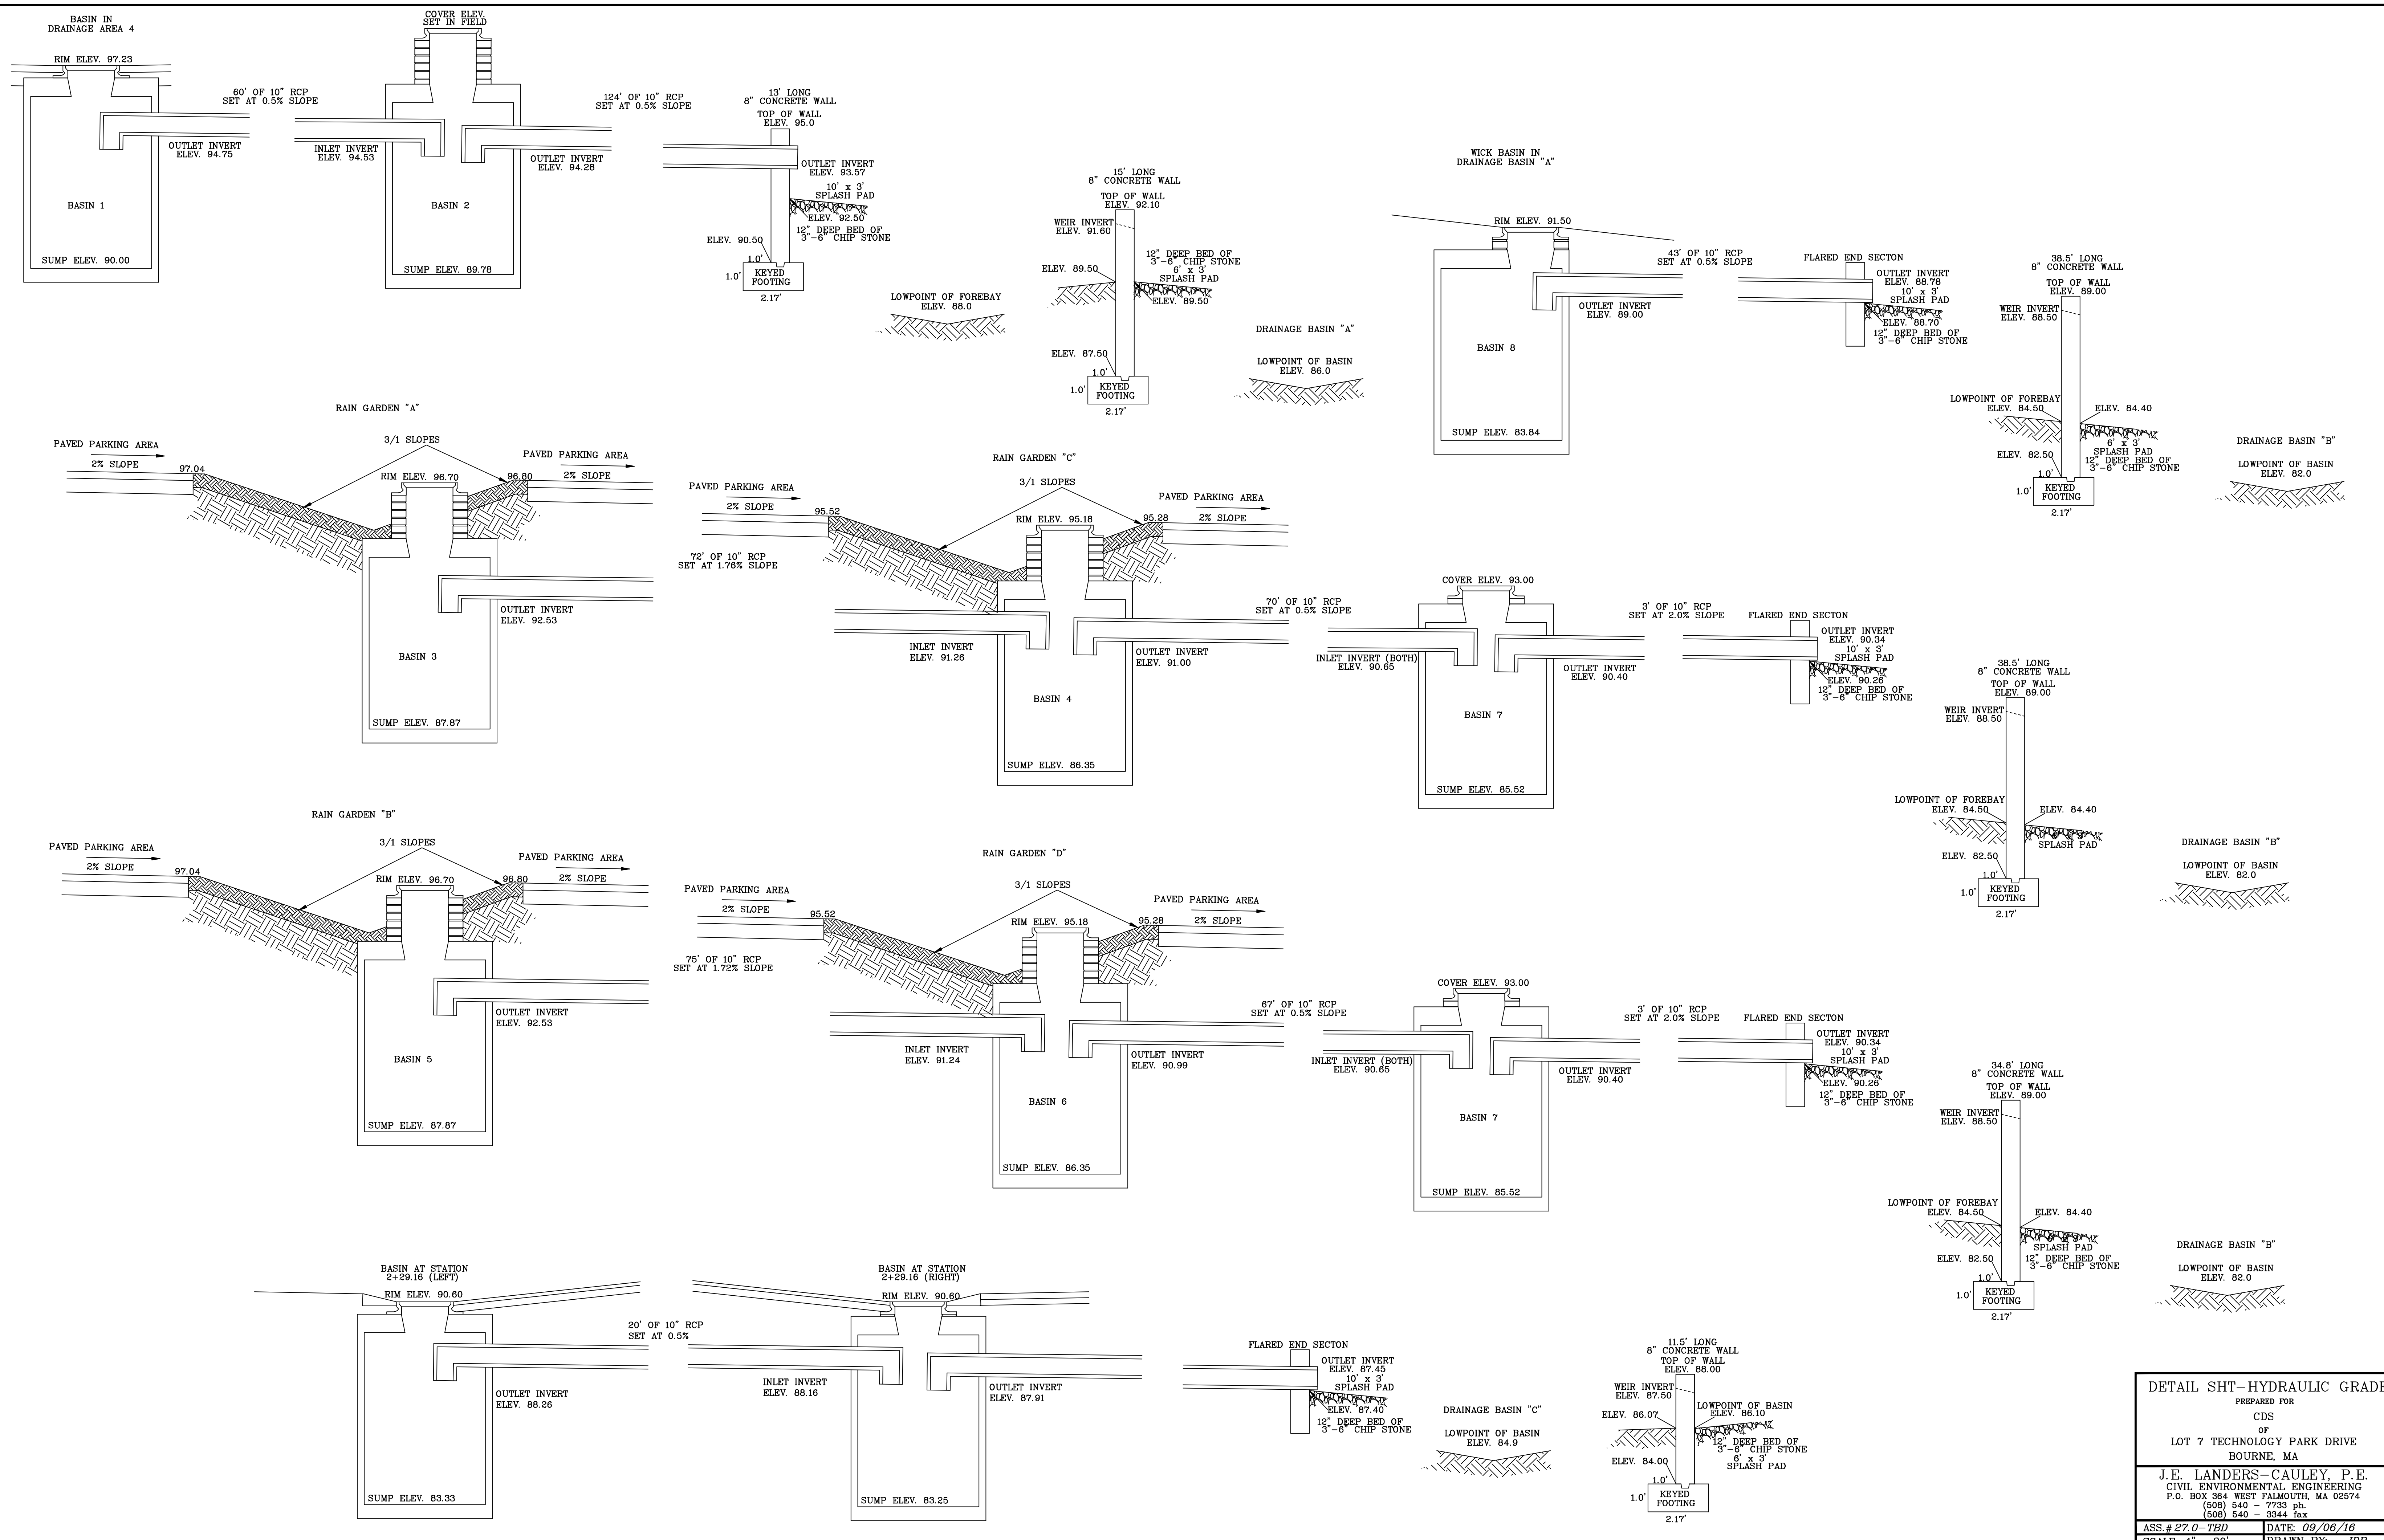 BASIN IN
DRAINAGE AREA 4
RIM ELEV. 97.23
60' OF 10" RCP
SET AT 0.5% SLOPE
OUTLET INVERT
ELEV. 94.75
BASIN 1
SUMP ELEV. 90.00
COVER ELEV.
SET IN FIELD
INLET INVERT
ELEV. 94.53
124' OF 10" RCP
SET AT 0.5% SLOPE
OUTLET INVERT
ELEV. 94.28
BASIN 2
SUMP ELEV. 89.78
13' LONG
8" CONCRETE WALL
TOP OF WALL
ELEV. 95.0
OUTLET INVERT
ELEV. 93.57
10' x 3'
SPLASH PAD
ELEV. 92.50
12" DEEP BED OF
3"-6" CHIP STONE
ELEV. 90.50
1.0'
1.0'
KEYED
FOOTING
2.17'
LOWPOINT OF FOREBAY
ELEV. 88.0
15' LONG
8" CONCRETE WALL
TOP OF WALL
ELEV. 92.10
WEIR INVERT
ELEV. 91.60
12" DEEP BED OF
3"-6" CHIP STONE
6' x 3'
SPLASH PAD
ELEV. 89.50
ELEV. 89.50
ELEV. 87.50
1.0'
1.0'
KEYED
FOOTING
2.17'
DRAINAGE BASIN "A"
LOWPOINT OF BASIN
ELEV. 86.0
WICK BASIN IN
DRAINAGE BASIN "A"
RIM ELEV. 91.50
43' OF 10" RCP
SET AT 0.5% SLOPE
OUTLET INVERT
ELEV. 89.00
BASIN 8
SUMP ELEV. 83.84
FLARED END SECTON
OUTLET INVERT
ELEV. 88.78
10' x 3'
SPLASH PAD
ELEV. 88.70
12" DEEP BED OF
3"-6" CHIP STONE
38.5' LONG
8" CONCRETE WALL
TOP OF WALL
ELEV. 89.00
WEIR INVERT
ELEV. 88.50
LOWPOINT OF FOREBAY
ELEV. 84.50
ELEV. 84.40
6' x 3'
SPLASH PAD
12" DEEP BED OF
3"-6" CHIP STONE
ELEV. 82.50
1.0'
1.0'
KEYED
FOOTING
2.17'
DRAINAGE BASIN "B"
LOWPOINT OF BASIN
ELEV. 82.0
RAIN GARDEN "A"
PAVED PARKING AREA
2% SLOPE
97.04
3/1 SLOPES
RIM ELEV. 96.70
96.80
PAVED PARKING AREA
2% SLOPE
OUTLET INVERT
ELEV. 92.53
BASIN 3
SUMP ELEV. 87.87
72' OF 10" RCP
SET AT 1.76% SLOPE
RAIN GARDEN "C"
PAVED PARKING AREA
2% SLOPE
95.52
3/1 SLOPES
RIM ELEV. 95.18
95.28
PAVED PARKING AREA
2% SLOPE
INLET INVERT
ELEV. 91.26
OUTLET INVERT
ELEV. 91.00
BASIN 4
SUMP ELEV. 86.35
70' OF 10" RCP
SET AT 0.5% SLOPE
COVER ELEV. 93.00
INLET INVERT (BOTH)
ELEV. 90.65
OUTLET INVERT
ELEV. 90.40
BASIN 7
SUMP ELEV. 85.52
3' OF 10" RCP
SET AT 2.0% SLOPE
FLARED END SECTON
OUTLET INVERT
ELEV. 90.34
10' x 3'
SPLASH PAD
ELEV. 90.26
12" DEEP BED OF
3"-6" CHIP STONE
38.5' LONG
8" CONCRETE WALL
TOP OF WALL
ELEV. 89.00
WEIR INVERT
ELEV. 88.50
LOWPOINT OF FOREBAY
ELEV. 84.50
ELEV. 84.40
SPLASH PAD
ELEV. 82.50
1.0'
1.0'
KEYED
FOOTING
2.17'
DRAINAGE BASIN "B"
LOWPOINT OF BASIN
ELEV. 82.0
RAIN GARDEN "B"
PAVED PARKING AREA
2% SLOPE
97.04
3/1 SLOPES
RIM ELEV. 96.70
96.80
PAVED PARKING AREA
2% SLOPE
OUTLET INVERT
ELEV. 92.53
BASIN 5
SUMP ELEV. 87.87
75' OF 10" RCP
SET AT 1.72% SLOPE
RAIN GARDEN "D"
PAVED PARKING AREA
2% SLOPE
95.52
3/1 SLOPES
RIM ELEV. 95.18
95.28
PAVED PARKING AREA
2% SLOPE
INLET INVERT
ELEV. 91.24
OUTLET INVERT
ELEV. 90.99
BASIN 6
SUMP ELEV. 86.35
67' OF 10" RCP
SET AT 0.5% SLOPE
COVER ELEV. 93.00
INLET INVERT (BOTH)
ELEV. 90.65
OUTLET INVERT
ELEV. 90.40
BASIN 7
SUMP ELEV. 85.52
3' OF 10" RCP
SET AT 2.0% SLOPE
FLARED END SECTON
OUTLET INVERT
ELEV. 90.34
10' x 3'
SPLASH PAD
ELEV. 90.26
12" DEEP BED OF
3"-6" CHIP STONE
34.8' LONG
8" CONCRETE WALL
TOP OF WALL
ELEV. 89.00
WEIR INVERT
ELEV. 88.50
LOWPOINT OF FOREBAY
ELEV. 84.50
ELEV. 84.40
SPLASH PAD
12" DEEP BED OF
3"-6" CHIP STONE
ELEV. 82.50
1.0'
1.0'
KEYED
FOOTING
2.17'
DRAINAGE BASIN "B"
LOWPOINT OF BASIN
ELEV. 82.0
BASIN AT STATION
2+29.16 (LEFT)
RIM ELEV. 90.60
20' OF 10" RCP
SET AT 0.5%
OUTLET INVERT
ELEV. 88.26
SUMP ELEV. 83.33
BASIN AT STATION
2+29.16 (RIGHT)
RIM ELEV. 90.60
INLET INVERT
ELEV. 88.16
OUTLET INVERT
ELEV. 87.91
SUMP ELEV. 83.25
FLARED END SECTON
OUTLET INVERT
ELEV. 87.45
10' x 3'
SPLASH PAD
ELEV. 87.40
12" DEEP BED OF
3"-6" CHIP STONE
DRAINAGE BASIN "C"
LOWPOINT OF BASIN
ELEV. 84.9
11.5' LONG
8" CONCRETE WALL
TOP OF WALL
ELEV. 88.00
WEIR INVERT
ELEV. 87.50
LOWPOINT OF BASIN
ELEV. 86.10
ELEV. 86.07
12" DEEP BED OF
3"-6" CHIP STONE
6' x 3'
SPLASH PAD
ELEV. 84.00
1.0'
1.0'
KEYED
FOOTING
2.17'
DETAIL SHT-HYDRAULIC GRADE
PREPARED FOR
CDS
OF
LOT 7 TECHNOLOGY PARK DRIVE
BOURNE, MA
J.E. LANDERS-CAULEY, P.E.
CIVIL ENVIRONMENTAL ENGINEERING
P.O. BOX 364 WEST FALMOUTH, MA 02574
(508) 540 - 7733 ph.
(508) 540 - 3344 fax
ASS.# 27.0-TBD
DATE: 09/06/16